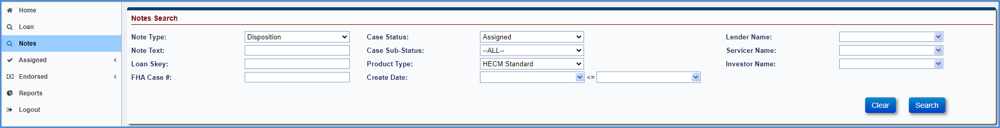 Home
Loan
Notes
Assigned
Endorsed
Reports
Logout
Notes Search
Note Type: Disposition Case Status: Assigned Lender Name:
Note Text: Case Sub-Status: --ALL-- Servicer Name:
Loan Skey: Product Type: HECM Standard Investor Name:
FHA Case #: Create Date: <=
Clear Search